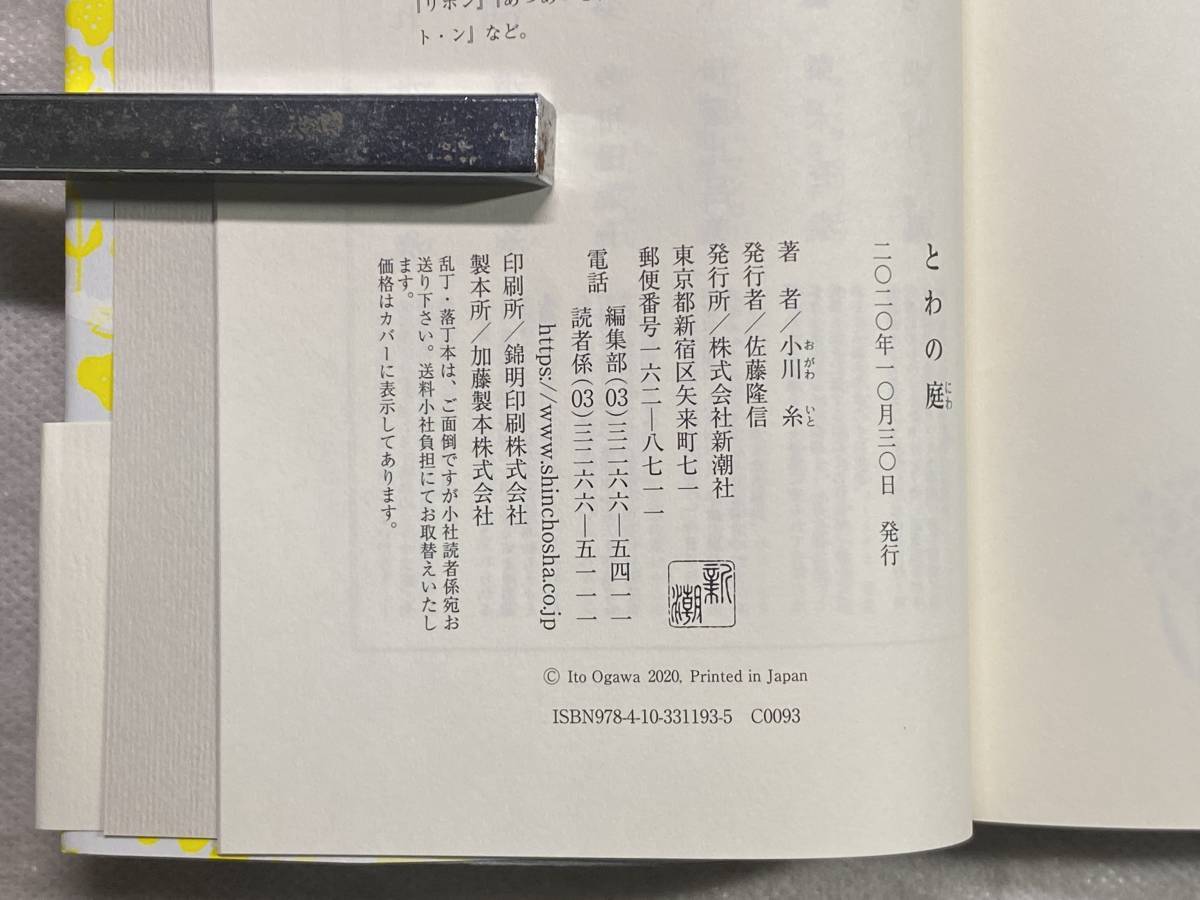 ト・ン』など。
とわの庭
にわ
二〇二〇年一〇月三〇日　発行
著　者／小川　糸
おがわ　いと
発行者／佐藤隆信
発行所／株式会社新潮社
東京都新宿区矢来町七一
郵便番号一六二―八七一一
電話
編集部(03)三二六六―五四一一
読者係(03)三二六六―五一一一
https://www.shinchosha.co.jp
印刷所／錦明印刷株式会社
製本所／加藤製本株式会社
乱丁・落丁本は、ご面倒ですが小社読者係宛お
送り下さい。送料小社負担にてお取替えいたし
ます。
価格はカバーに表示してあります。
新潮
© Ito Ogawa 2020, Printed in Japan
ISBN978-4-10-331193-5 C0093